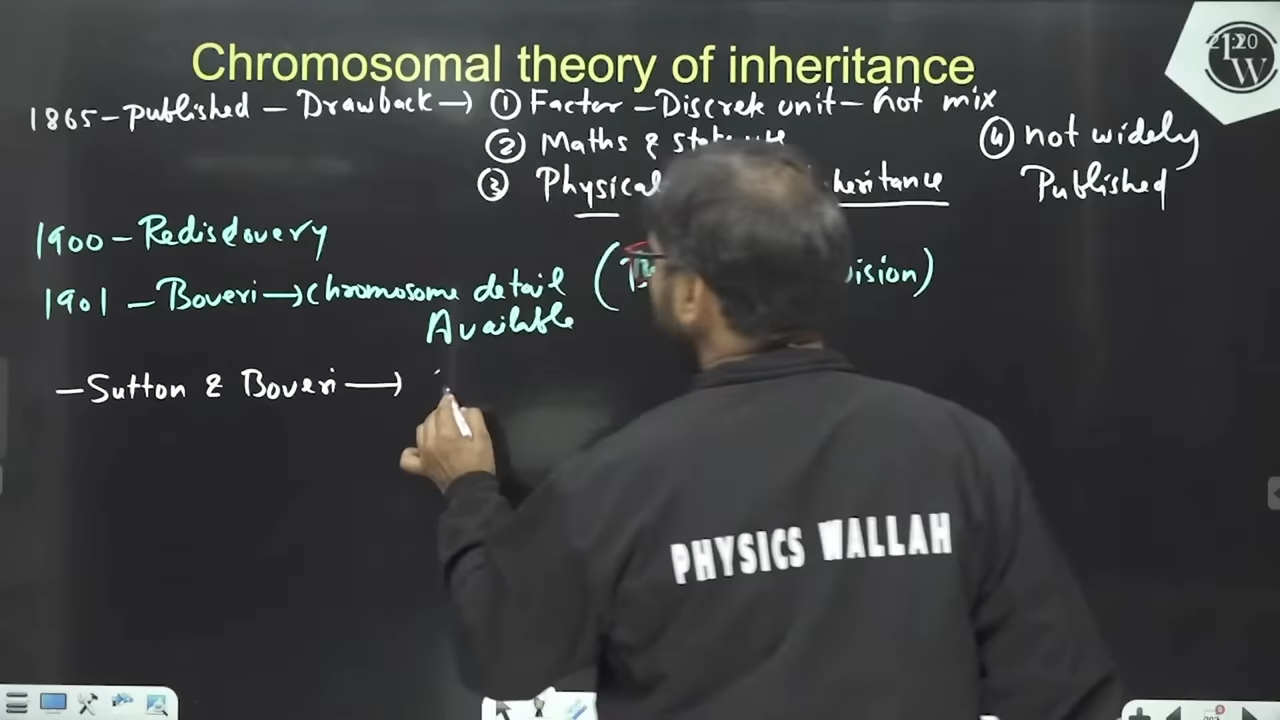 Chromosomal theory of inheritance
1865 - published - Drawback → ① Factor - Discrete unit - not mix
② Maths &
③ Physical
④ not widely
Published
1900 - Rediscovery
1901 - Boveri → Chromosome detail
Available
- Sutton & Boveri →
PHYSICS WALLAH